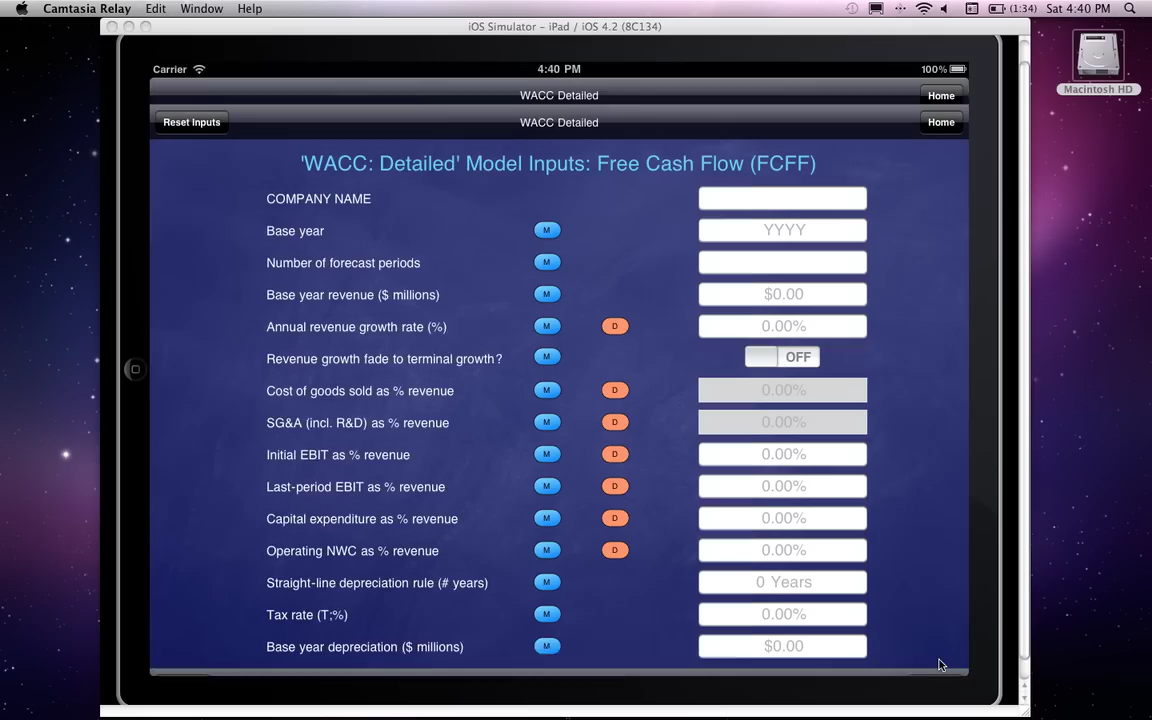 Camtasia Relay Edit Window Help (1:34) Sat 4:40 PM
iOS Simulator – iPad / iOS 4.2 (8C134)
Carrier 4:40 PM 100%
WACC Detailed Home
Reset Inputs WACC Detailed Home
Macintosh HD
'WACC: Detailed' Model Inputs: Free Cash Flow (FCFF)
COMPANY NAME
Base year M YYYY
Number of forecast periods M
Base year revenue ($ millions) M $0.00
Annual revenue growth rate (%) M D 0.00%
Revenue growth fade to terminal growth? M OFF
Cost of goods sold as % revenue M D 0.00%
SG&A (incl. R&D) as % revenue M D 0.00%
Initial EBIT as % revenue M D 0.00%
Last-period EBIT as % revenue M D 0.00%
Capital expenditure as % revenue M D 0.00%
Operating NWC as % revenue M D 0.00%
Straight-line depreciation rule (# years) M 0 Years
Tax rate (T;%) M 0.00%
Base year depreciation ($ millions) M $0.00